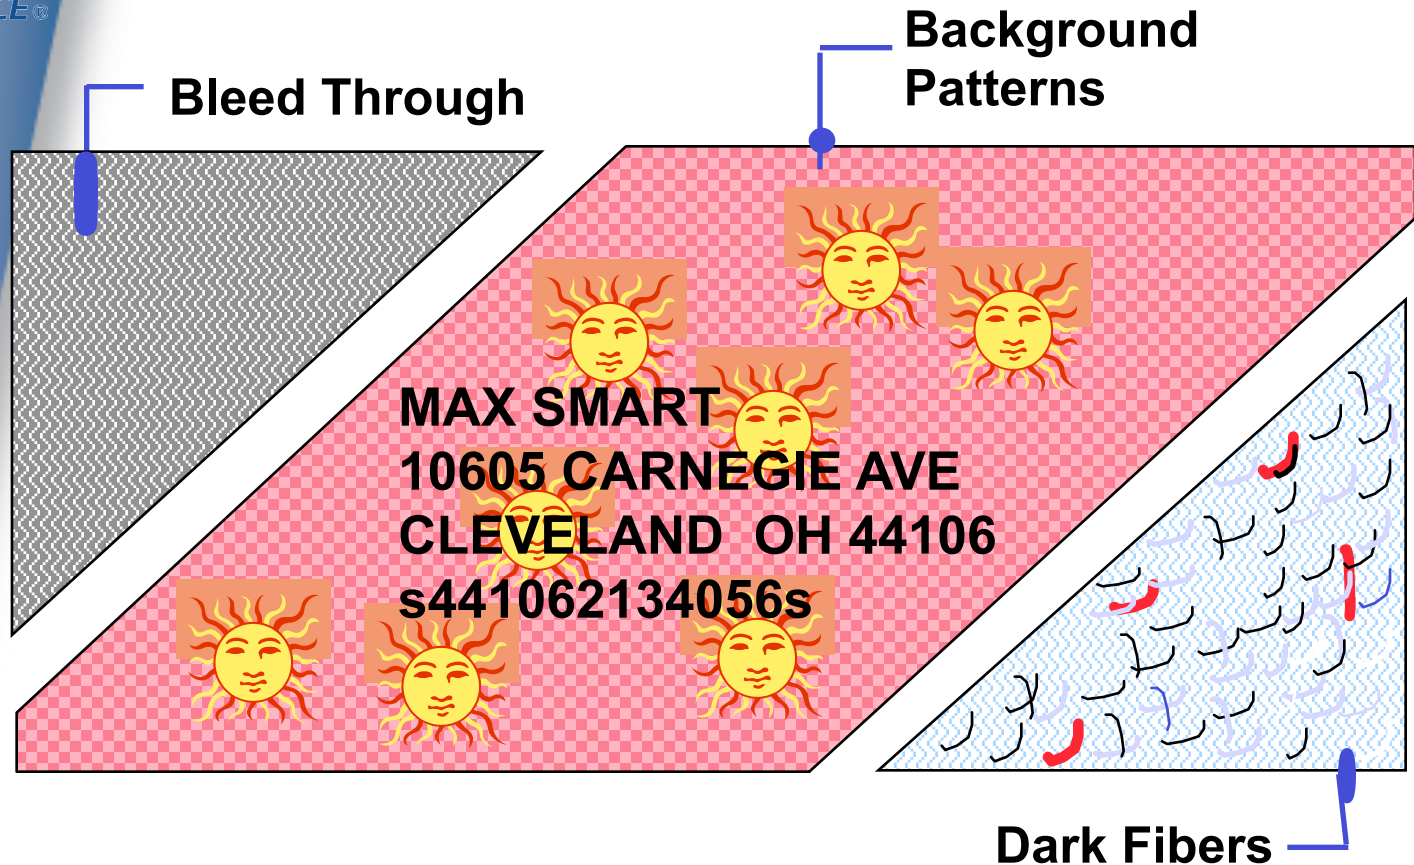 Background
Patterns
Bleed Through
MAX SMART
10605 CARNEGIE AVE
CLEVELAND  OH 44106
s441062134056s
Dark Fibers